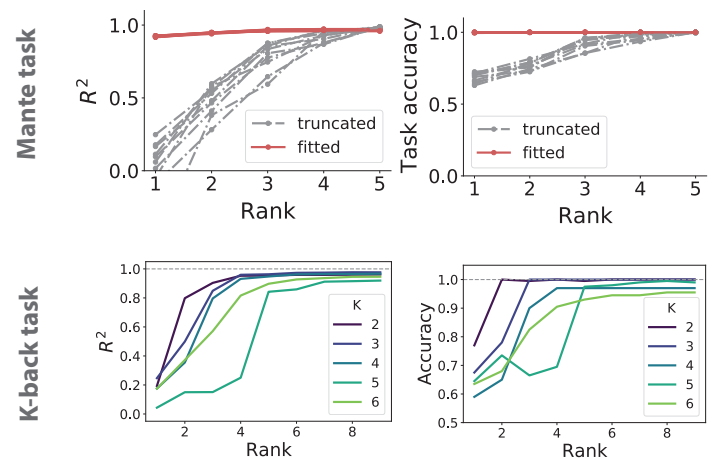 Mante task
R²
1.0
0.5
0.0
truncated
fitted
1 2 3 4 5
Rank
Task accuracy
1.0
0.5
0.0
truncated
fitted
1 2 3 4 5
Rank
K-back task
R²
1.0
0.8
0.6
0.4
0.2
0.0
K
2
3
4
5
6
2 4 6 8
Rank
Accuracy
1.0
0.9
0.8
0.7
0.6
0.5
K
2
3
4
5
6
2 4 6 8
Rank